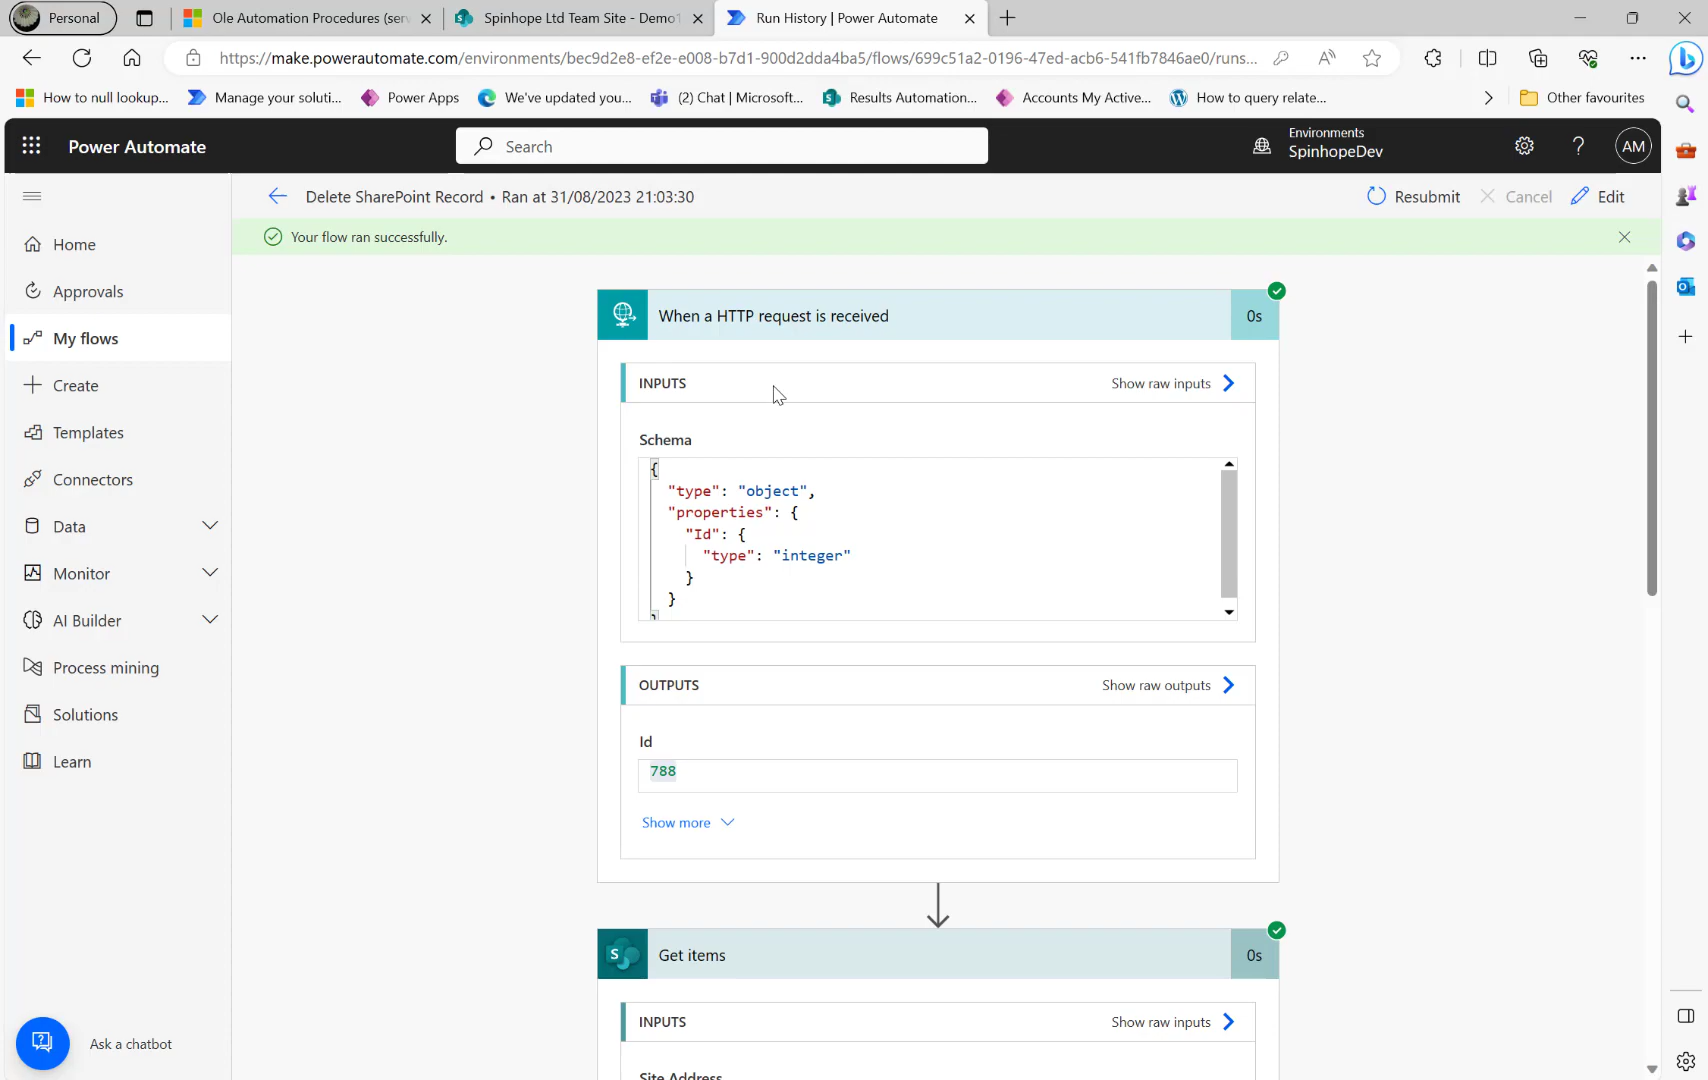 Personal
Ole Automation Procedures (serv
Spinhope Ltd Team Site - Demo1
Run History | Power Automate
https://make.powerautomate.com/environments/bec9d2e8-ef2e-e008-b7d1-900d2dda4ba5/flows/699c51a2-0196-47ed-acb6-541fb7846ae0/runs...
How to null lookup...
Manage your soluti...
Power Apps
We've updated you...
(2) Chat | Microsoft...
Results Automation...
Accounts My Active...
How to query relate...
Other favourites
Power Automate
Search
Environments
SpinhopeDev
AM
Delete SharePoint Record • Ran at 31/08/2023 21:03:30
Resubmit
Cancel
Edit
Your flow ran successfully.
Home
Approvals
My flows
Create
Templates
Connectors
Data
Monitor
AI Builder
Process mining
Solutions
Learn
Ask a chatbot
When a HTTP request is received
0s
INPUTS
Show raw inputs
Schema
{
"type": "object",
"properties": {
"Id": {
"type": "integer"
}
}
}
OUTPUTS
Show raw outputs
Id
788
Show more
Get items
0s
INPUTS
Show raw inputs
Site Address